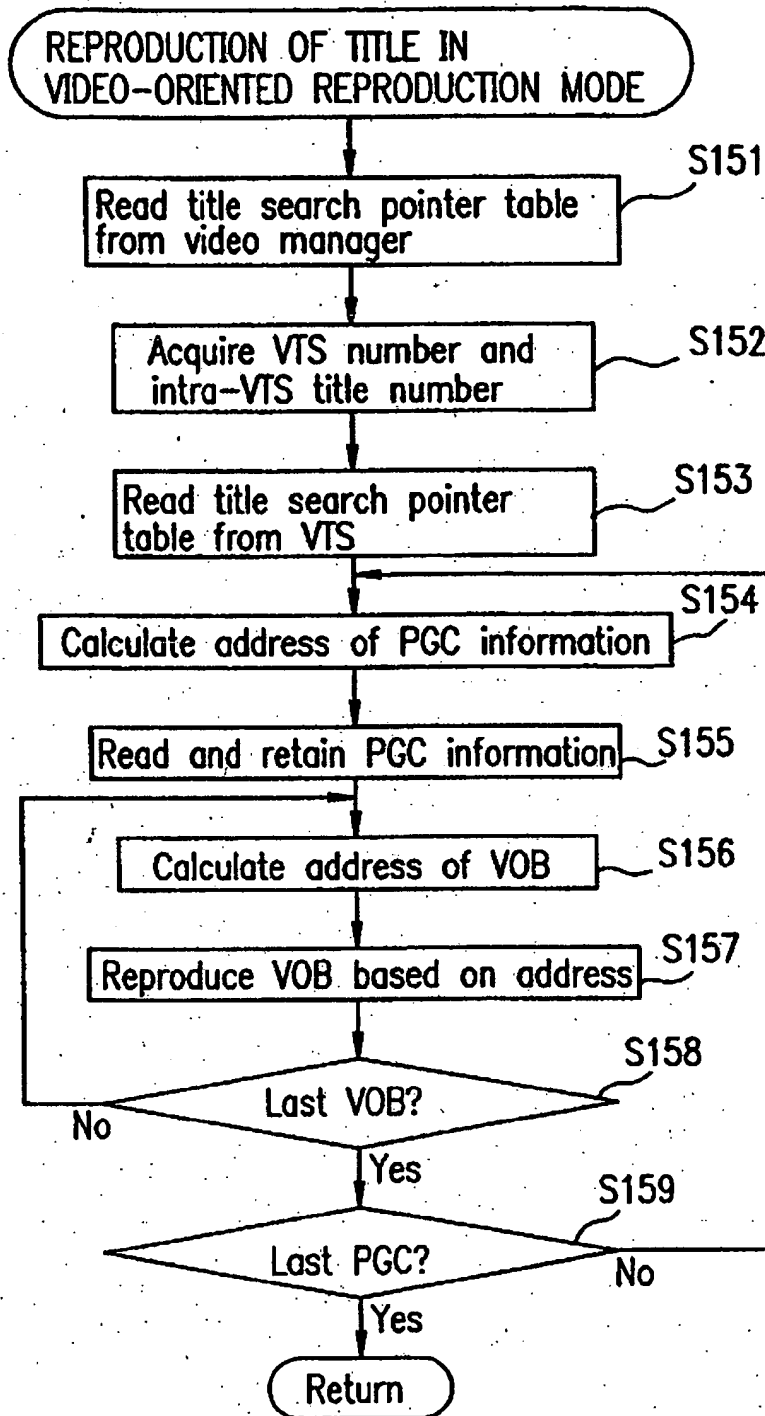 REPRODUCTION OF TITLE IN
VIDEO-ORIENTED REPRODUCTION MODE
S151
Read title search pointer table
from video manager
S152
Acquire VTS number and
intra-VTS title number
S153
Read title search pointer
table from VTS
S154
Calculate address of PGC information
Read and retain PGC information
S155
Calculate address of VOB
S156
S157
Reproduce VOB based on address
S158
Last VOB?
No
Yes
S159
Last PGC?
No
Yes
Return